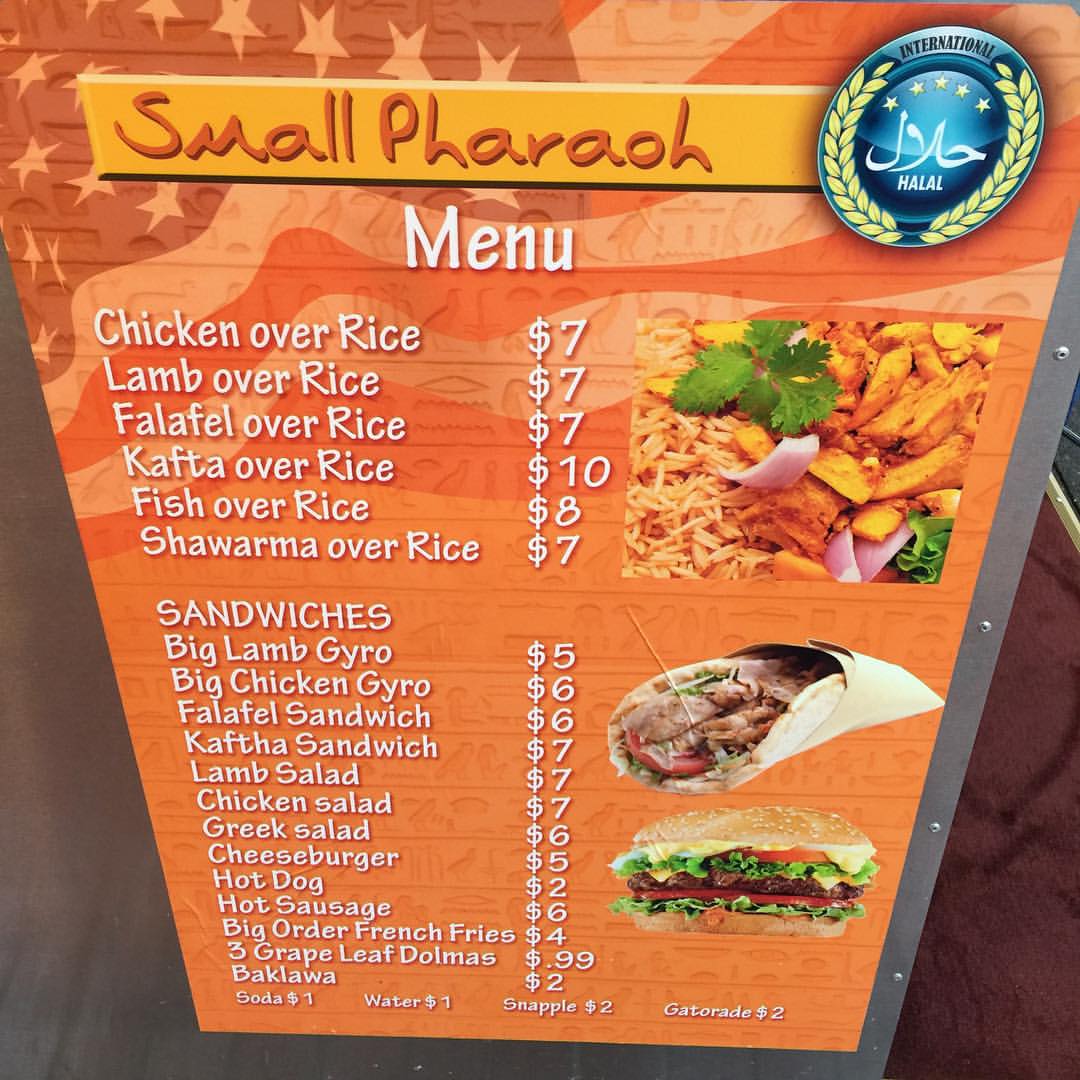 INTERNATIONAL
Small Pharaoh
حلال
HALAL
Menu
Chicken over Rice $7
Lamb over Rice $7
Falafel over Rice $7
Kafta over Rice $10
Fish over Rice $8
Shawarma over Rice $7
SANDWICHES
Big Lamb Gyro $5
Big Chicken Gyro $6
Falafel Sandwich $6
Kaftha Sandwich $7
Lamb Salad $7
Chicken salad $7
Greek salad $6
Cheeseburger $5
Hot Dog $2
Hot Sausage $6
Big Order French Fries $4
3 Grape Leaf Dolmas $.99
Baklawa $2
Soda $1 Water $1 Snapple $2 Gatorade $2